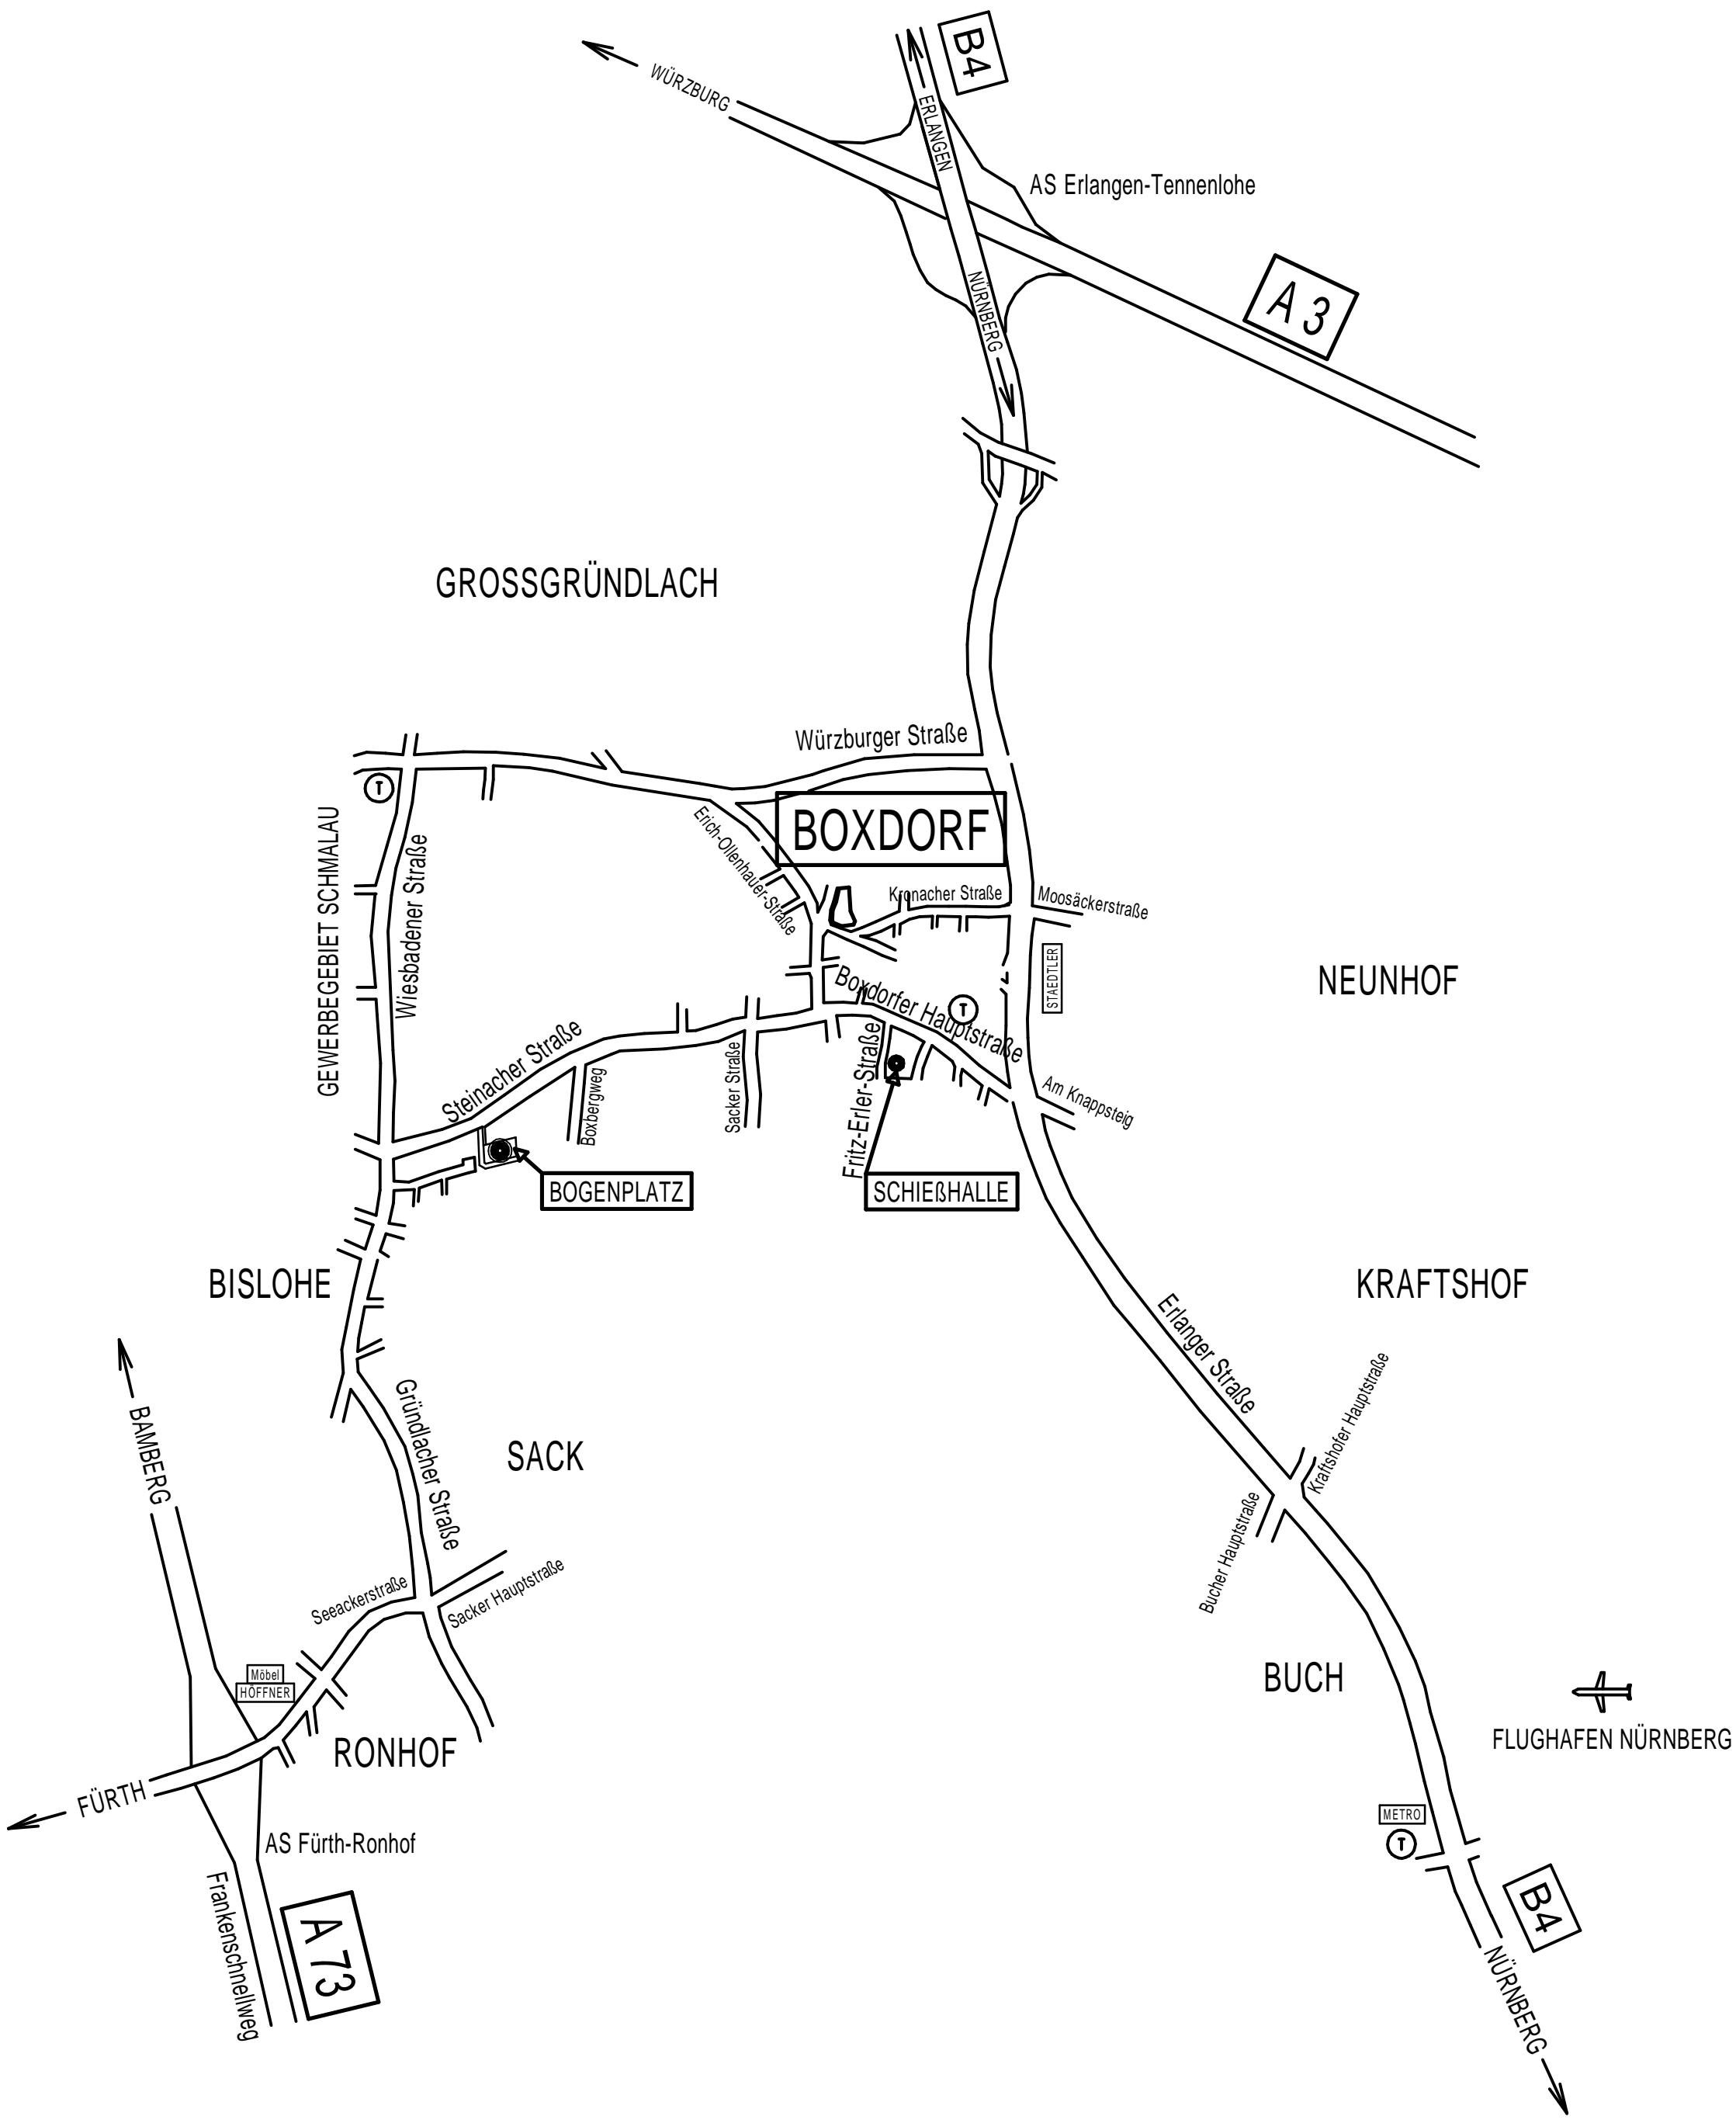 B4
WÜRZBURG
ERLANGEN
AS Erlangen-Tennenlohe
A 3
NÜRNBERG
GROSSGRÜNDLACH
Würzburger Straße
T
BOXDORF
Erich-Ollenhauer-Straße
GEWERBEGEBIET SCHMALAU
Wiesbadener Straße
Kronacher Straße
Moosäckerstraße
STAEDTLER
NEUNHOF
Boxdorfer Hauptstraße
T
Steinacher Straße
Fritz-Erler-Straße
Sacker Straße
Boxbergweg
Am Knappsteig
BOGENPLATZ
SCHIEßHALLE
BISLOHE
KRAFTSHOF
Erlanger Straße
Kraftshofer Hauptstraße
Gründlacher Straße
BAMBERG
SACK
Bucher Hauptstraße
Seeackerstraße
Sacker Hauptstraße
Möbel
HÖFFNER
BUCH
RONHOF
FLUGHAFEN NÜRNBERG
FÜRTH
METRO
T
AS Fürth-Ronhof
Frankenschnellweg
A 73
B4
NÜRNBERG